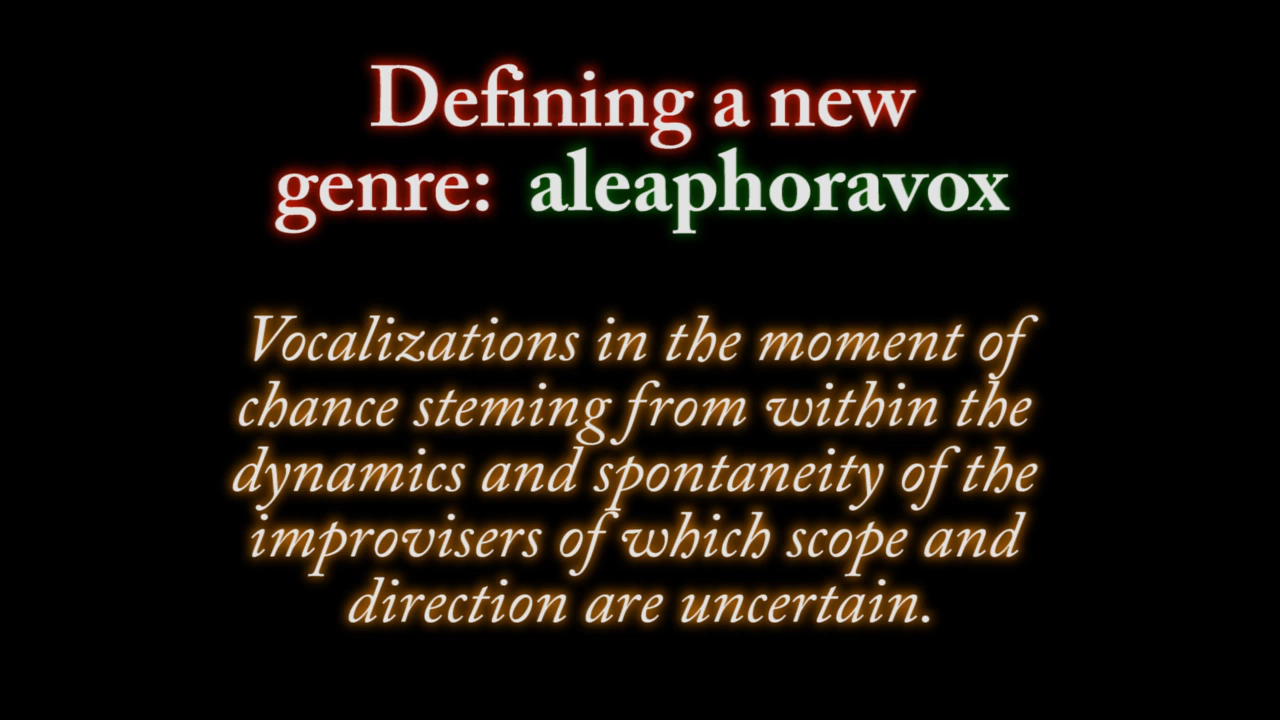 Defining a new
genre: aleaphoravox
Vocalizations in the moment of
chance steming from within the
dynamics and spontaneity of the
improvisers of which scope and
direction are uncertain.